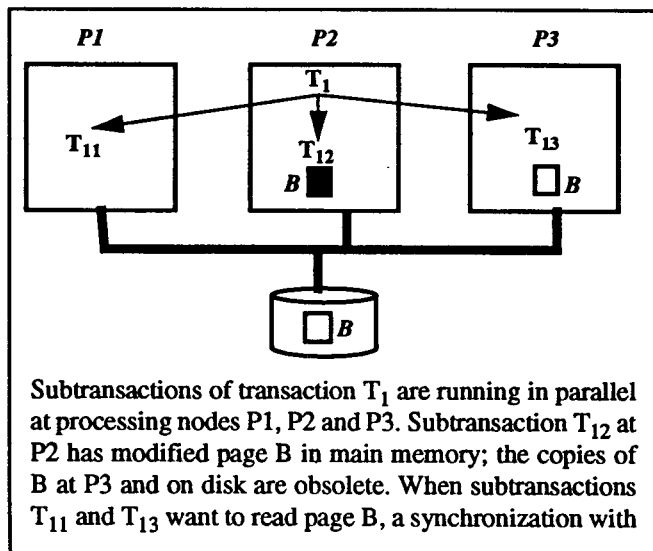 P1 P2 P3
T1
T11 T12 T13
B B
B
Subtransactions of transaction T1 are running in parallel
at processing nodes P1, P2 and P3. Subtransaction T12 at
P2 has modified page B in main memory; the copies of
B at P3 and on disk are obsolete. When subtransactions
T11 and T13 want to read page B, a synchronization with